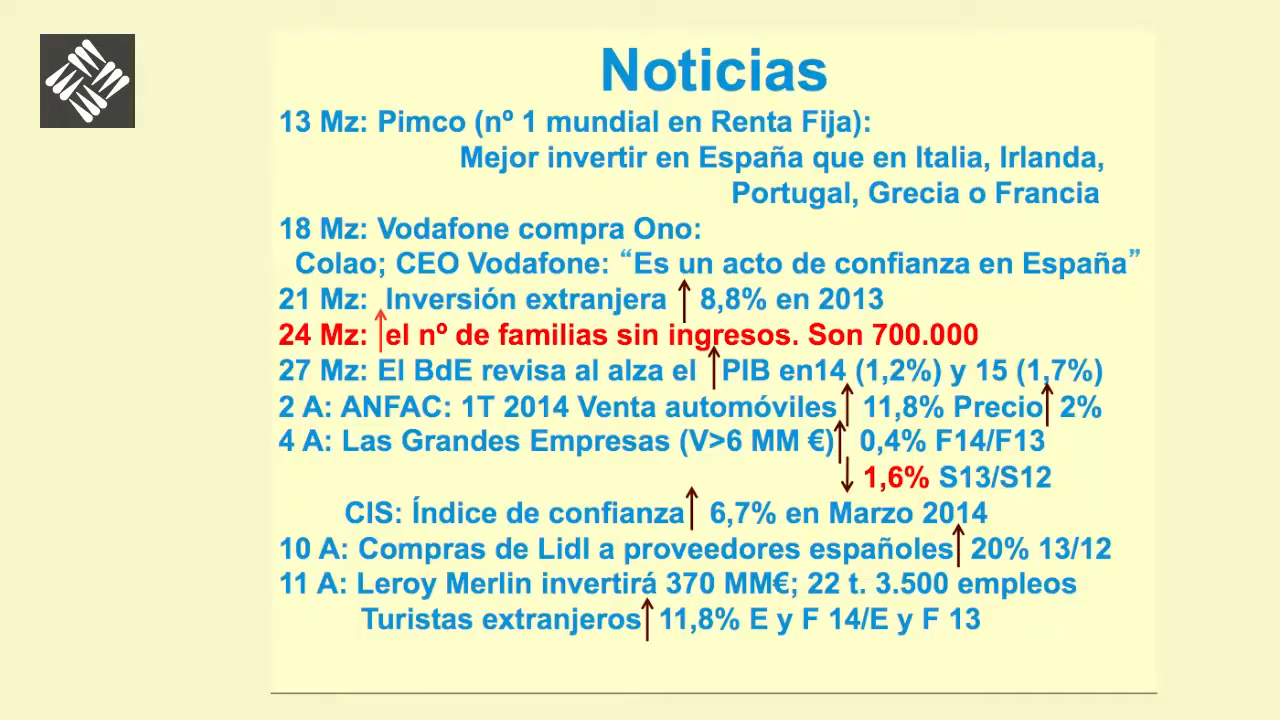 Noticias
13 Mz: Pimco (nº 1 mundial en Renta Fija):
Mejor invertir en España que en Italia, Irlanda,
Portugal, Grecia o Francia
18 Mz: Vodafone compra Ono:
Colao; CEO Vodafone: “Es un acto de confianza en España”
21 Mz: Inversión extranjera ↑ 8,8% en 2013
24 Mz: ↑el nº de familias sin ingresos. Son 700.000
27 Mz: El BdE revisa al alza el ↑PIB en14 (1,2%) y 15 (1,7%)
2 A: ANFAC: 1T 2014 Venta automóviles↑ 11,8% Precio↑ 2%
4 A: Las Grandes Empresas (V>6 MM €)↑ 0,4% F14/F13
↓ 1,6% S13/S12
CIS: Índice de confianza↑ 6,7% en Marzo 2014
10 A: Compras de Lidl a proveedores españoles↑ 20% 13/12
11 A: Leroy Merlin invertirá 370 MM€; 22 t. 3.500 empleos
Turistas extranjeros↑ 11,8% E y F 14/E y F 13